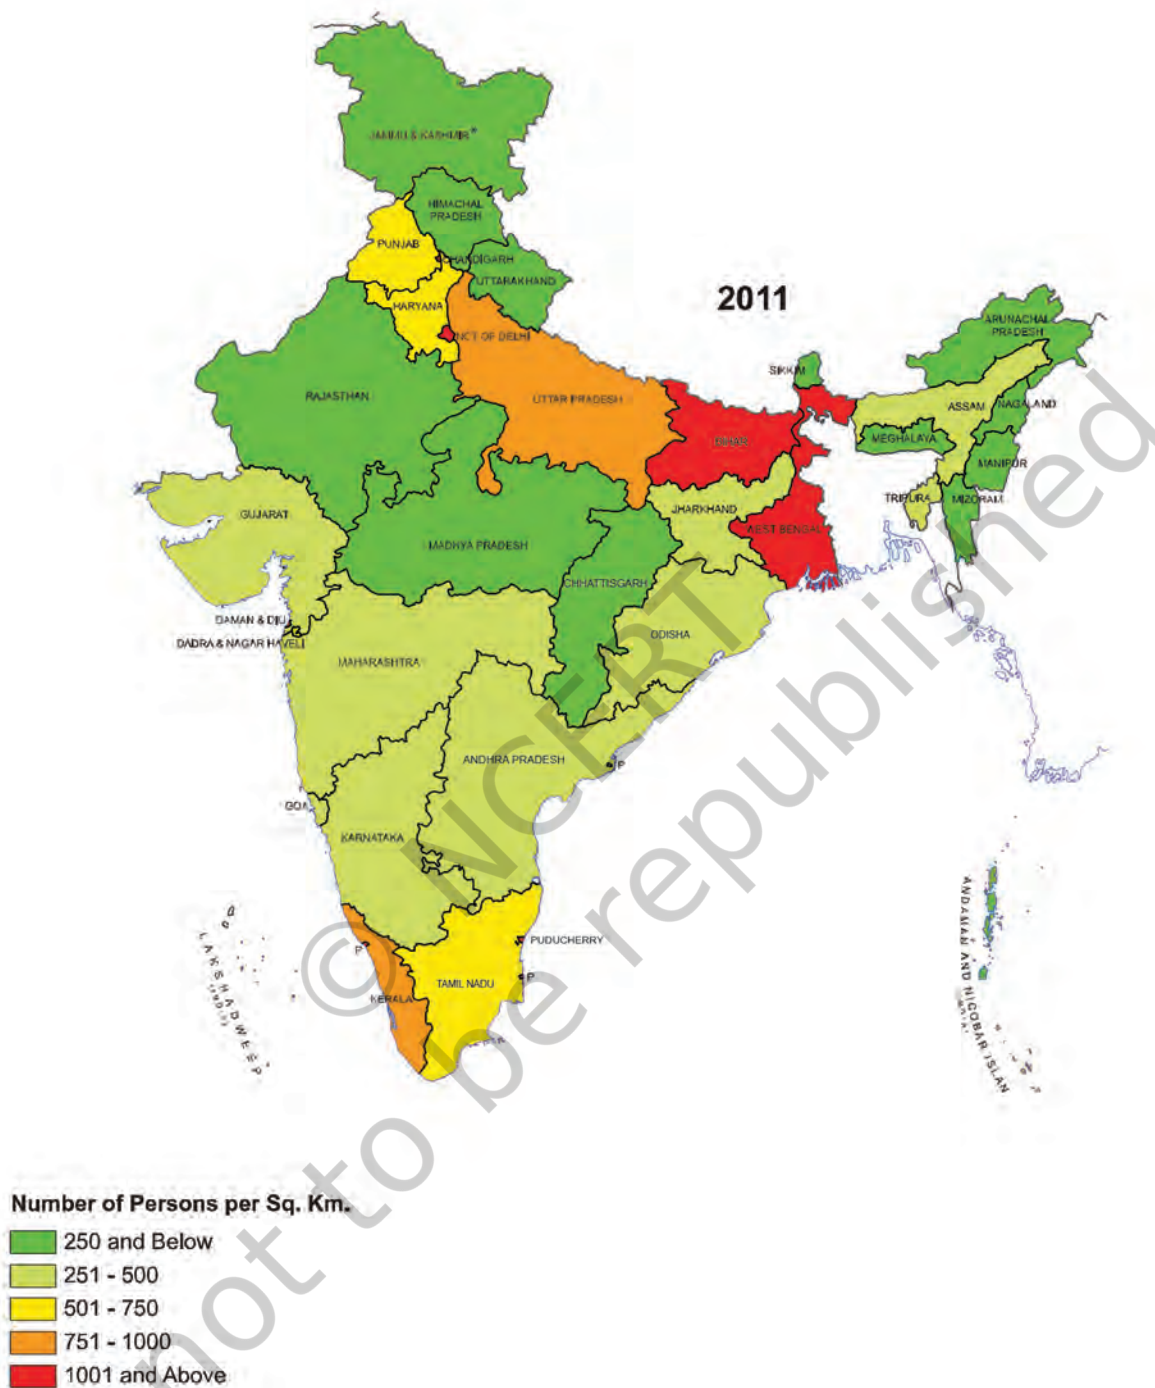 JAMMU & KASHMIR*
HIMACHAL
PRADESH
PUNJAB
CHANDIGARH
UTTARAKHAND
HARYANA
2011
NCT OF DELHI
ARUNACHAL
PRADESH
SIKKIM
RAJASTHAN
UTTAR PRADESH
ASSAM
NAGALAND
BIHAR
MEGHALAYA
MANIPUR
GUJARAT
JHARKHAND
TRIPURA
MIZORAM
WEST BENGAL
MADHYA PRADESH
CHHATTISGARH
DAMAN & DIU
DADRA & NAGAR HAVELI
ODISHA
MAHARASHTRA
ANDHRA PRADESH
P
GOA
KARNATAKA
PUDUCHERRY
P
P
TAMIL NADU
KERALA
LAKSHADWEEP
(INDIA)
ANDAMAN AND NICOBAR ISLAN
© NCERT
not to be republished
Number of Persons per Sq. Km.
250 and Below
251 - 500
501 - 750
751 - 1000
1001 and Above